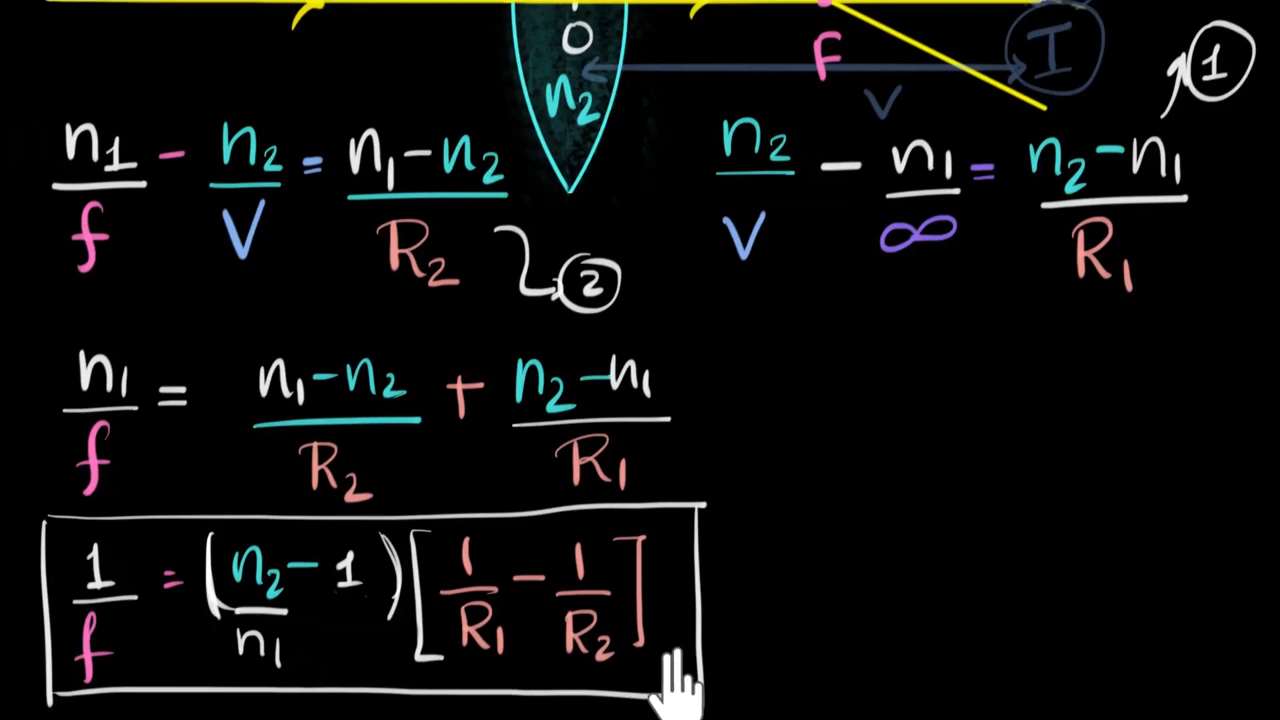 O
F
I
1
n2
V
n1/f - n2/V = n1-n2/R2
2
n2/V - n1/∞ = n2-n1/R1
n1/f = n1-n2/R2 + n2-n1/R1
1/f = (n2/n1 - 1) [1/R1 - 1/R2]